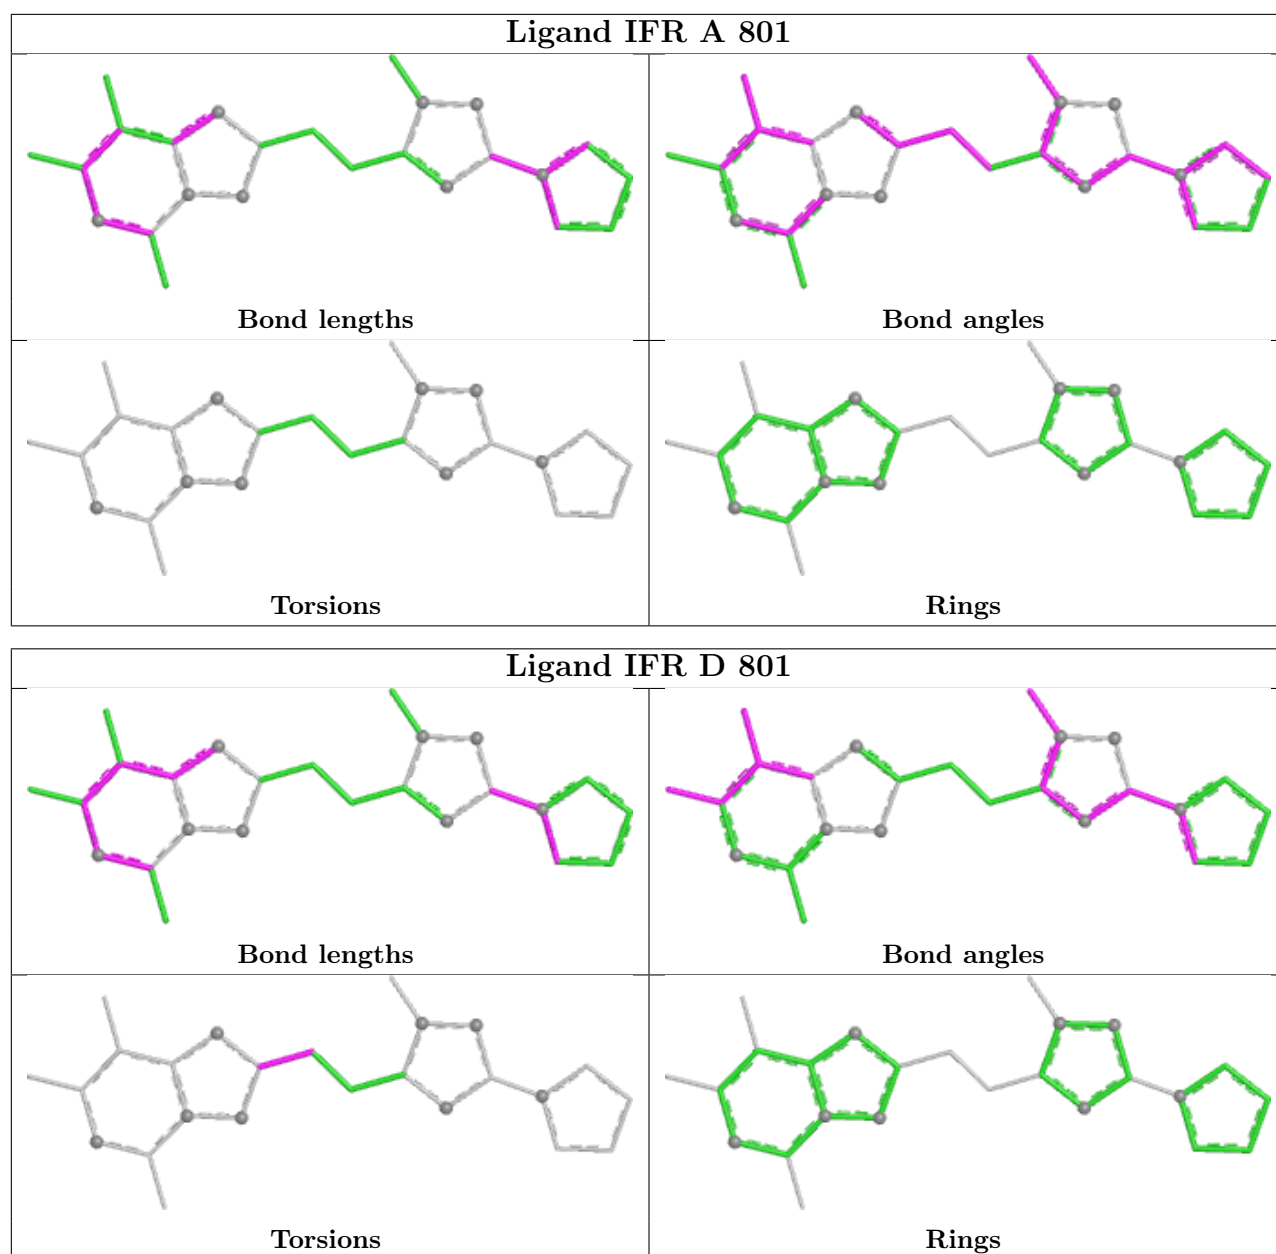 Ligand IFR A 801
Bond lengths
Bond angles
Torsions
Rings
Ligand IFR D 801
Bond lengths
Bond angles
Torsions
Rings